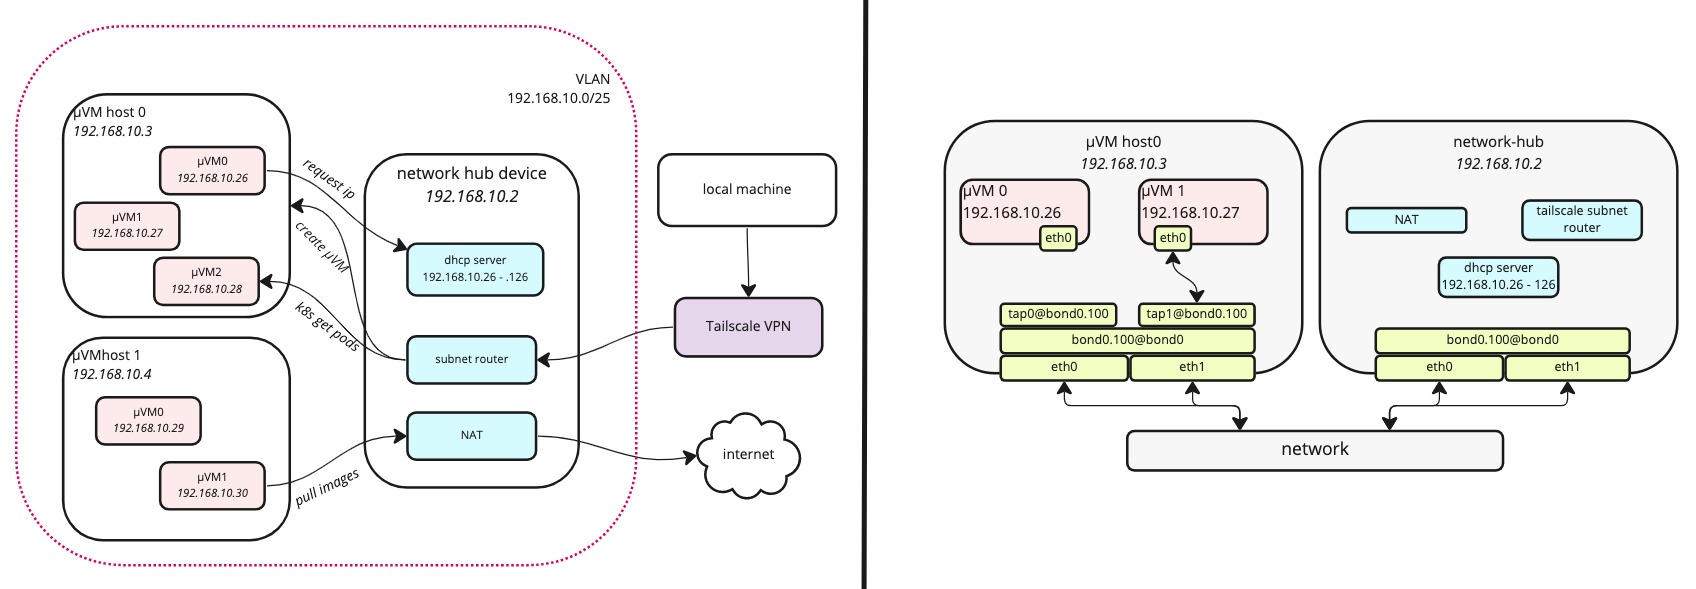 VLAN
192.168.10.0/25
µVM host 0
192.168.10.3
µVM0
192.168.10.26
µVM1
192.168.10.27
µVM2
192.168.10.28
request ip
create µVM
k8s get pods
µVMhost 1
192.168.10.4
µVM0
192.168.10.29
µVM1
192.168.10.30
pull images
network hub device
192.168.10.2
dhcp server
192.168.10.26 - .126
subnet router
NAT
local machine
Tailscale VPN
internet
µVM host0
192.168.10.3
µVM 0
192.168.10.26
eth0
µVM 1
192.168.10.27
eth0
tap0@bond0.100
tap1@bond0.100
bond0.100@bond0
eth0
eth1
network-hub
192.168.10.2
NAT
tailscale subnet
router
dhcp server
192.168.10.26 - 126
bond0.100@bond0
eth0
eth1
network